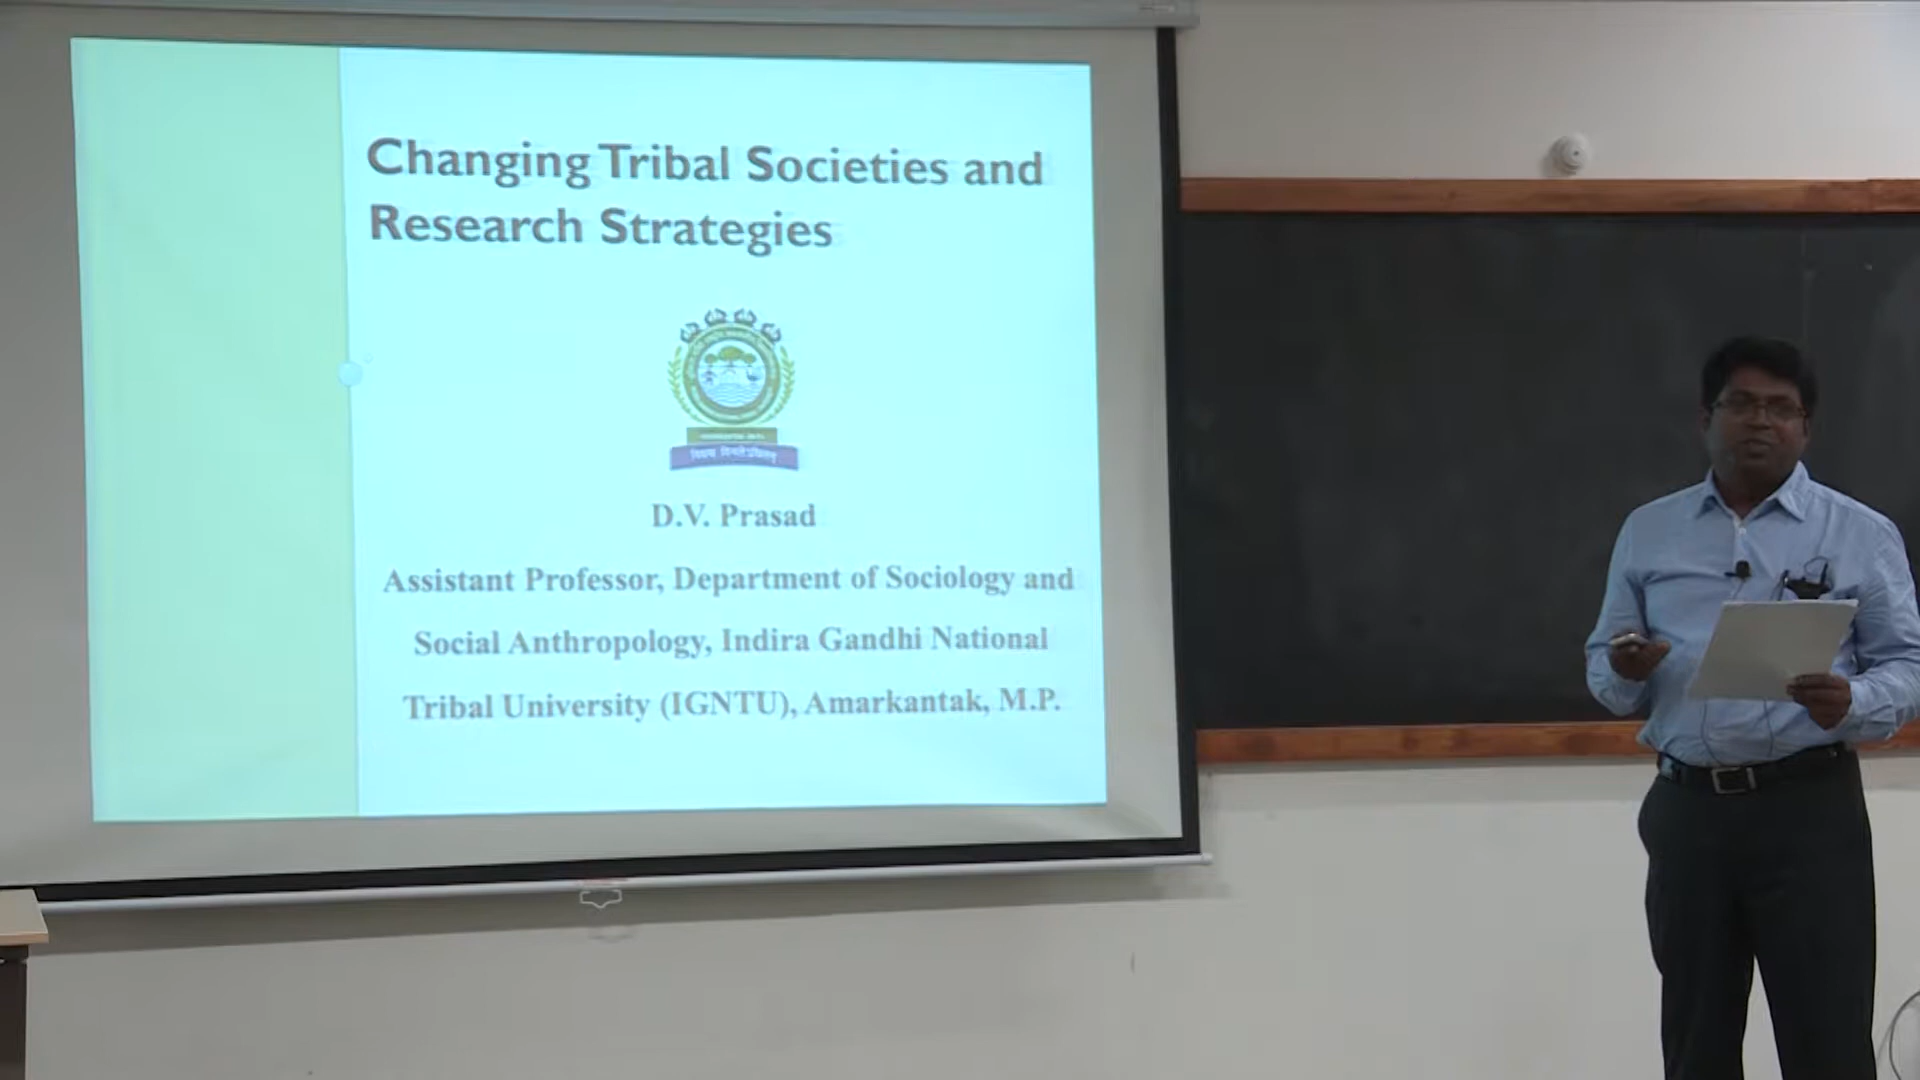 Changing Tribal Societies and
Research Strategies
D.V. Prasad
Assistant Professor, Department of Sociology and
Social Anthropology, Indira Gandhi National
Tribal University (IGNTU), Amarkantak, M.P.